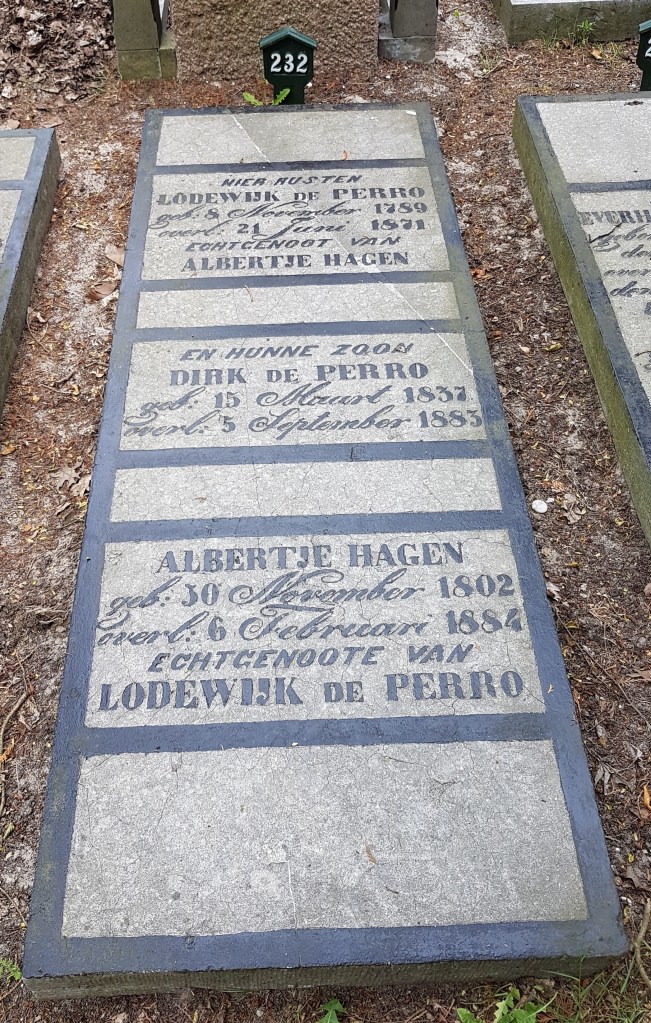 232
HIER RUSTEN
LODEWIJK DE PERRO
geb: 8 November 1789
overl: 21 Juni 1871
ECHTGENOOT VAN
ALBERTJE HAGEN
EN HUNNE ZOON
DIRK DE PERRO
geb: 15 Maart 1837
overl: 5 September 1883
ALBERTJE HAGEN
geb: 30 November 1802
overl: 6 Februari 1884
ECHTGENOOTE VAN
LODEWIJK DE PERRO
EVERH